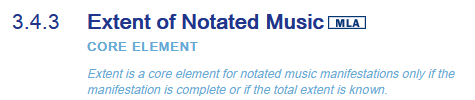 3.4.3 Extent of Notated Music MLA
CORE ELEMENT
Extent is a core element for notated music manifestations only if the
manifestation is complete or if the total extent is known.